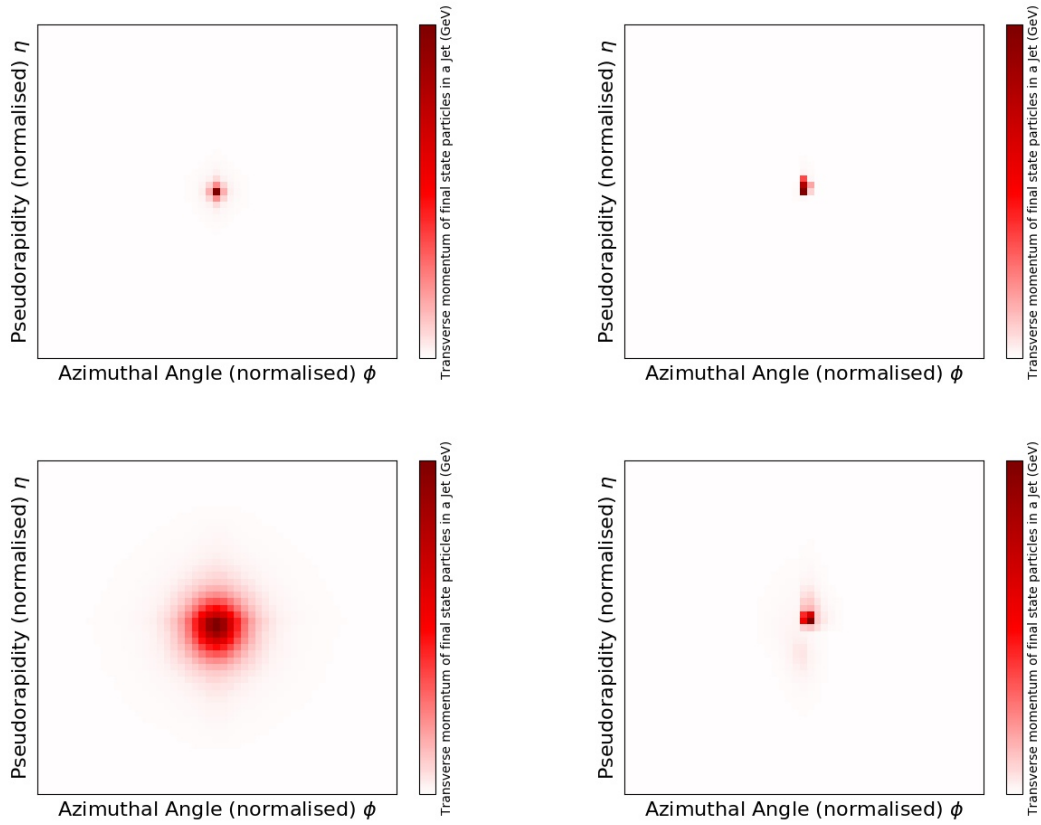 Pseudorapidity (normalised) η
Azimuthal Angle (normalised) ϕ
Transverse momentum of final state particles in a Jet (GeV)
Pseudorapidity (normalised) η
Azimuthal Angle (normalised) ϕ
Transverse momentum of final state particles in a Jet (GeV)
Pseudorapidity (normalised) η
Azimuthal Angle (normalised) ϕ
Transverse momentum of final state particles in a Jet (GeV)
Pseudorapidity (normalised) η
Azimuthal Angle (normalised) ϕ
Transverse momentum of final state particles in a Jet (GeV)